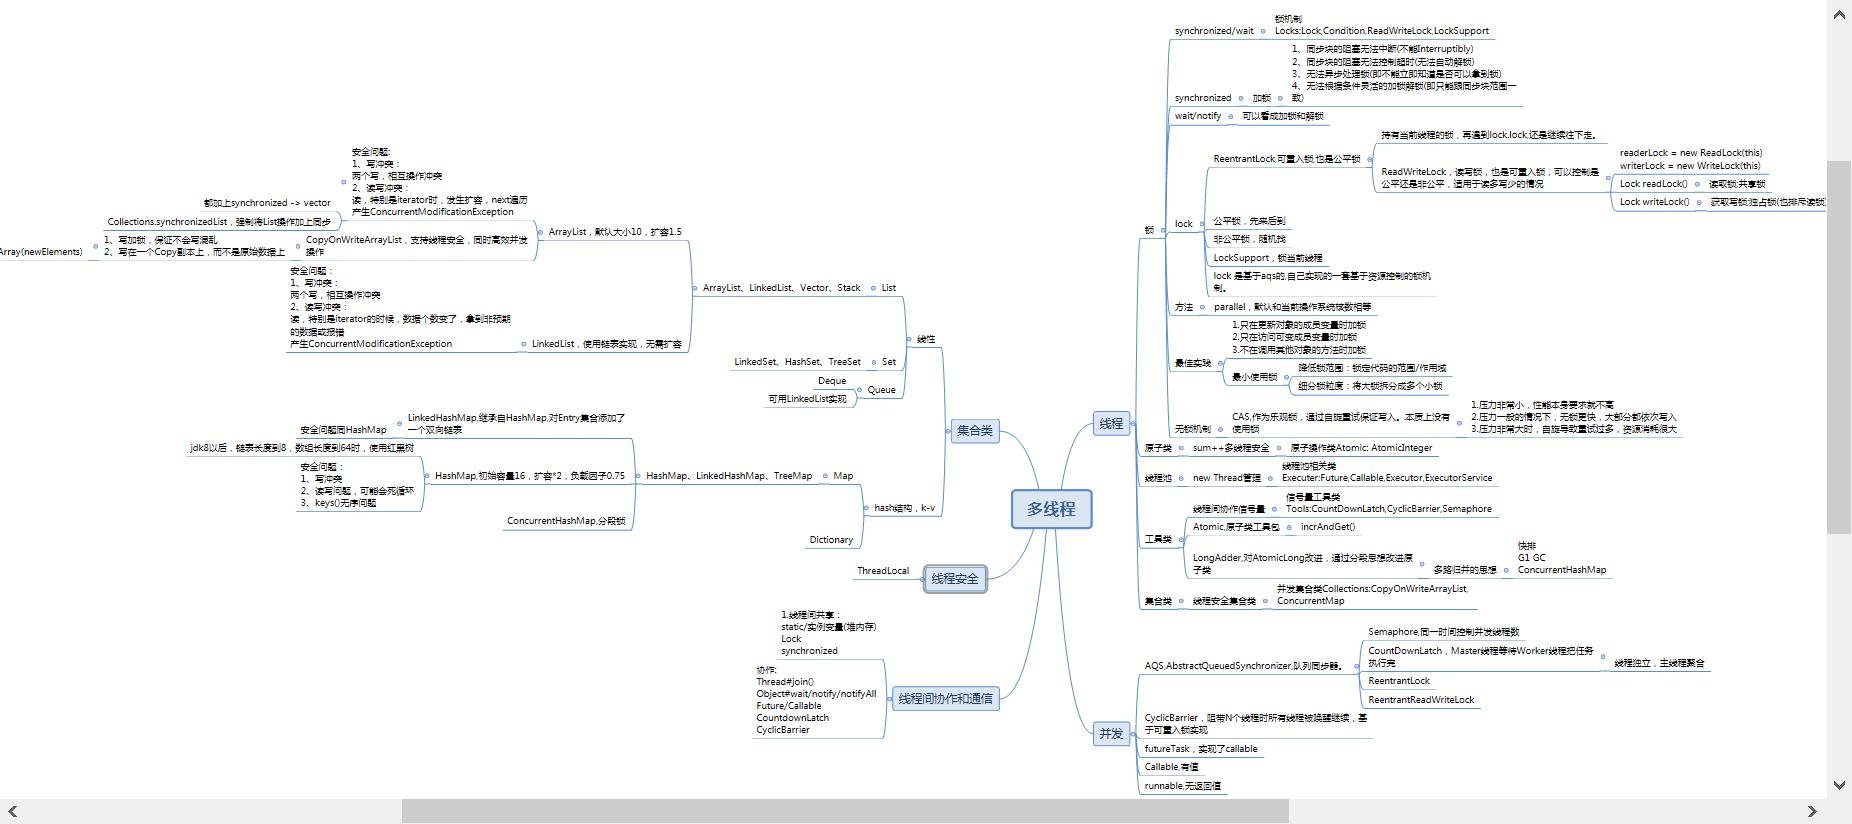 多线程
线程
锁
synchronized/wait
锁机制
Locks:Lock,Condition,ReadWriteLock,LockSupport
synchronized
加锁
1、同步块的阻塞无法中断(不能Interruptibly)
2、同步块的阻塞无法控制超时(无法自动解锁)
3、无法异步处理锁(即不能立即知道是否可以拿到锁)
4、无法根据条件灵活的加锁解锁(即只能跟同步块范围一
致)
wait/notify
可以看成加锁和解锁
lock
ReentrantLock,可重入锁,也是公平锁
持有当前线程的锁，再遇到lock.lock,还是继续往下走。
ReadWriteLock，读写锁，也是可重入锁，可以控制是
公平还是非公平，适用于读多写少的情况
readerLock = new ReadLock(this)
writerLock = new WriteLock(this)
Lock readLock()
读取锁:共享锁
Lock writeLock()
获取写锁:独占锁(也排斥读锁
公平锁，先来后到
非公平锁，随机找
LockSupport，锁当前线程
lock 是基于aqs的,自己实现的一套基于资源控制的锁机
制。
方法
parallel，默认和当前操作系统核数相等
最佳实践
1.只在更新对象的成员变量时加锁
2.只在访问可变成员变量时加锁
3.不在调用其他对象的方法时加锁
最小使用锁
降低锁范围：锁定代码的范围/作用域
细分锁粒度：将大锁拆分成多个小锁
无锁机制
CAS,作为乐观锁，通过自旋重试保证写入。本质上没有
使用锁
1.压力非常小，性能本身要求就不高
2.压力一般的情况下，无锁更快，大部分都依次写入
3.压力非常大时，自旋导致重试过多，资源消耗很大
原子类
sum++多线程安全
原子操作类Atomic: AtomicInteger
线程池
new Thread管理
线程池相关类
Executer:Future,Callable,Executor,ExecutorService
工具类
线程间协作信号量
信号量工具类
Tools:CountDownLatch,CyclicBarrier,Semaphore
Atomic,原子类工具包
incrAndGet()
LongAdder,对AtomicLong改进，通过分段思想改进原
子类
多路归并的思想
快排
G1 GC
ConcurrentHashMap
集合类
线程安全集合类
并发集合类Collections:CopyOnWriteArrayList,
ConcurrentMap
并发
AQS,AbstractQueuedSynchronizer,队列同步器。
Semaphore,同一时间控制并发线程数
CountDownLatch，Master线程等待Worker线程把任务
执行完
线程独立，主线程聚合
ReentrantLock
ReentrantReadWriteLock
CyclicBarrier，阻带N个线程时所有线程被唤醒继续，基
于可重入锁实现
futureTask，实现了callable
Callable,有值
runnable,无返回值
集合类
线性
List
ArrayList、LinkedList、Vector、Stack
ArrayList，默认大小10，扩容1.5
安全问题:
1、写冲突：
两个写，相互操作冲突
2、读写冲突：
读，特别是iterator时，发生扩容，next遍历
产生ConcurrentModificationException
都加上synchronized -> vector
Collections.synchronizedList，强制将List操作加上同步
CopyOnWriteArrayList，支持线程安全，同时高效并发
操作
1、写加锁，保证不会写混乱
2、写在一个Copy副本上，而不是原始数据上
Array(newElements)
LinkedList，使用链表实现，无需扩容
安全问题：
1、写冲突：
两个写，相互操作冲突
2、读写冲突：
读，特别是iterator的时候，数据个数变了，拿到非预期
的数据或报错
产生ConcurrentModificationException
Set
LinkedSet、HashSet、TreeSet
Queue
Deque
可用LinkedList实现
hash结构，k-v
Map
HashMap、LinkedHashMap、TreeMap
LinkedHashMap,继承自HashMap,对Entry集合添加了
一个双向链表
安全问题同HashMap
HashMap,初始容量16，扩容*2，负载因子0.75
jdk8以后，链表长度到8，数组长度到64时，使用红黑树
安全问题：
1、写冲突
2、读写问题，可能会死循环
3、keys()无序问题
ConcurrentHashMap,分段锁
Dictionary
线程安全
ThreadLocal
线程间协作和通信
1.线程间共享：
static/实例变量(堆内存)
Lock
synchronized
协作:
Thread#join()
Object#wait/notify/notifyAll
Future/Callable
CountdownLatch
CyclicBarrier